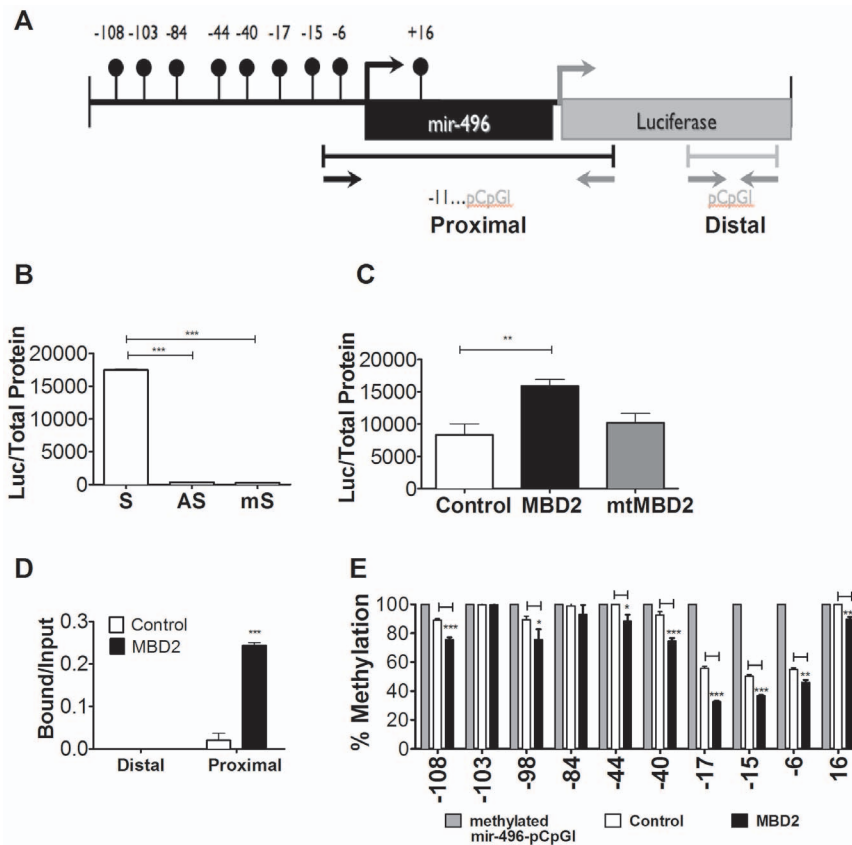 A
-108 -103 -84 -44 -40 -17 -15 -6 +16
mir-496 Luciferase
-11...pCpGl pCpGl
Proximal Distal
B
Luc/Total Protein
20000
15000
10000
5000
0
***
***
S AS mS
C
Luc/Total Protein
20000
15000
10000
5000
0
**
Control MBD2 mtMBD2
D
Bound/Input
0.3
0.2
0.1
0.0
Control
MBD2
***
Distal Proximal
E
% Methylation
100
80
60
40
20
0
*** * * *** *** *** ** **
-108 -103 -98 -84 -44 -40 -17 -15 -6 16
methylated mir-496-pCpGl
Control
MBD2